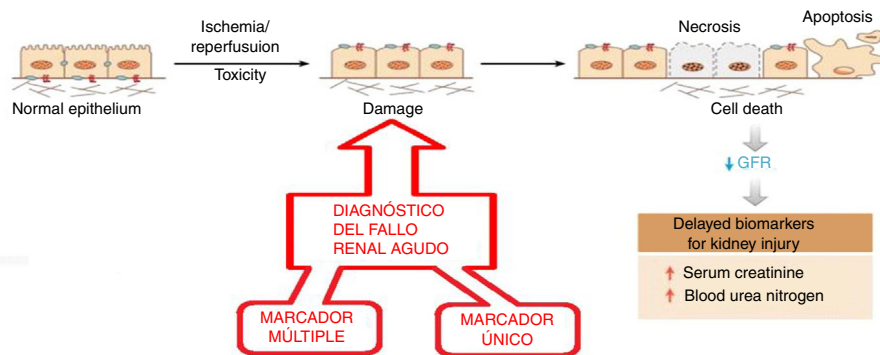 Ischemia/
reperfusuion
Toxicity
Necrosis
Apoptosis
Normal epithelium
Damage
Cell death
GFR
DIAGNÓSTICO
DEL FALLO
RENAL AGUDO
MARCADOR
MÚLTIPLE
MARCADOR
ÚNICO
Delayed biomarkers
for kidney injury
Serum creatinine
Blood urea nitrogen